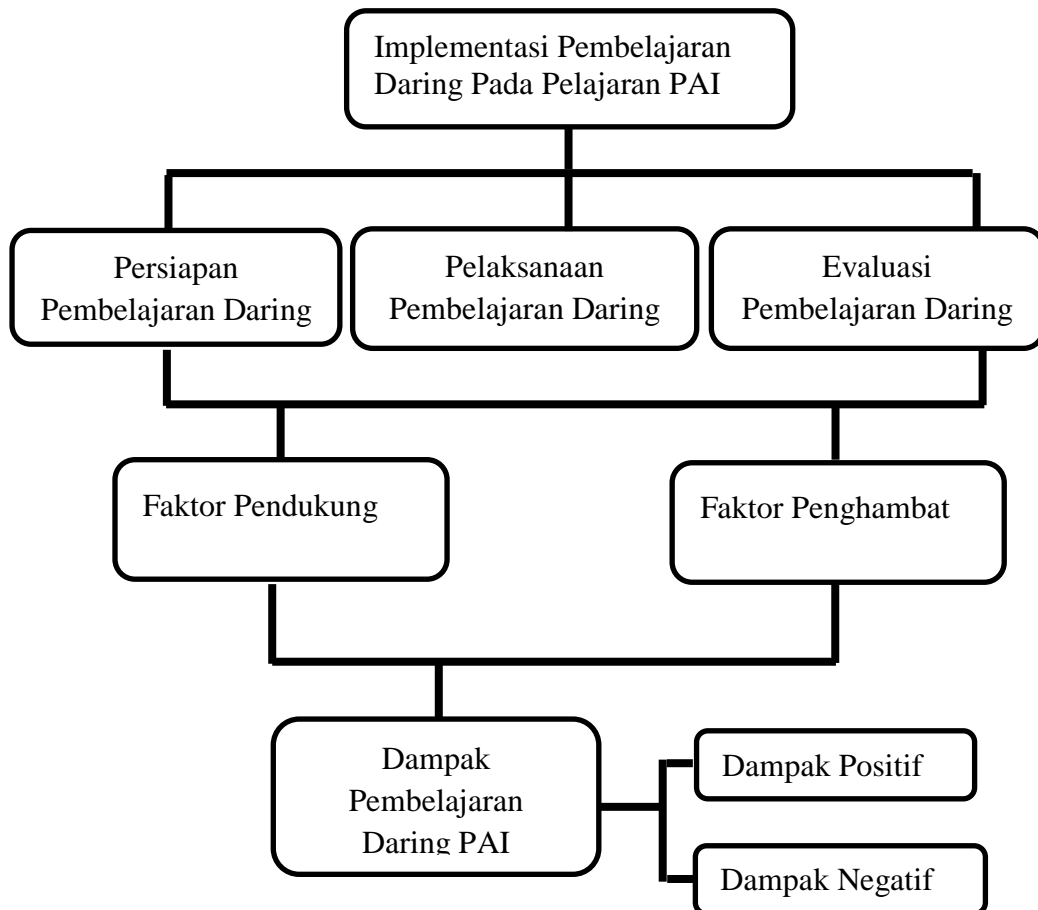 Implementasi Pembelajaran
Daring Pada Pelajaran PAI
Persiapan
Pembelajaran Daring
Pelaksanaan
Pembelajaran Daring
Evaluasi
Pembelajaran Daring
Faktor Pendukung
Faktor Penghambat
Dampak
Pembelajaran
Daring PAI
Dampak Positif
Dampak Negatif